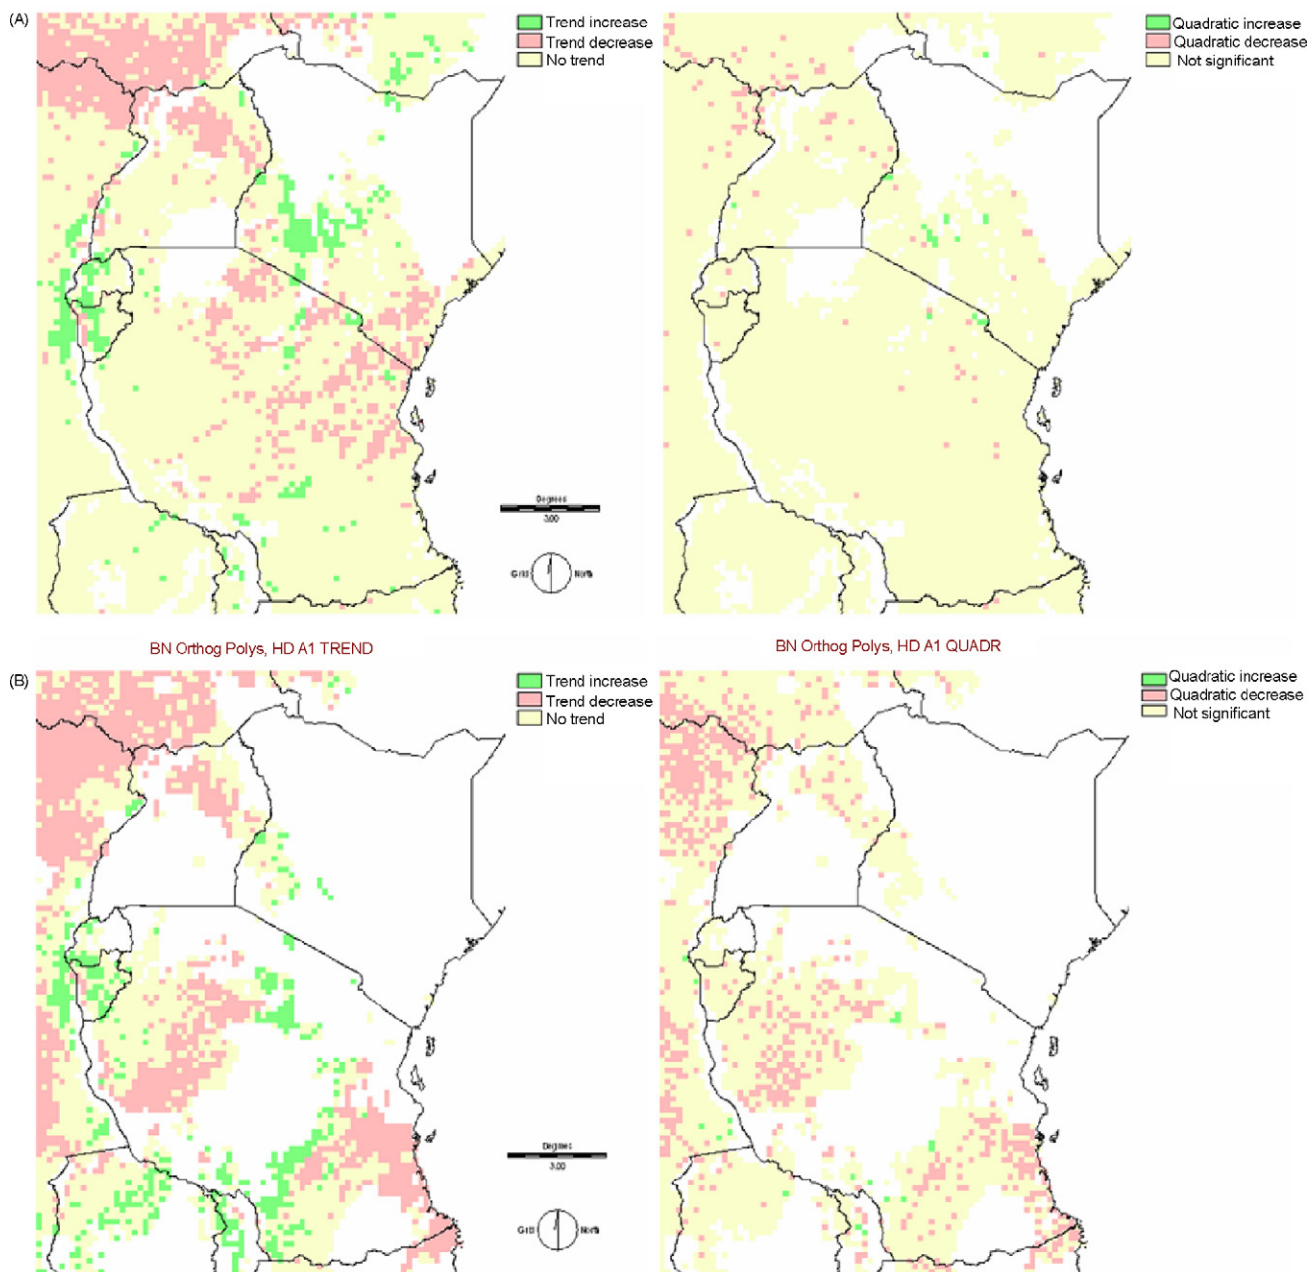 (A)
Trend increase
Trend decrease
No trend
Quadratic increase
Quadratic decrease
Not significant
Degrees
3.00
Grid North
BN Orthog Polys, HD A1 TREND
BN Orthog Polys, HD A1 QUADR
(B)
Trend increase
Trend decrease
No trend
Quadratic increase
Quadratic decrease
Not significant
Degrees
3.00
Grid North